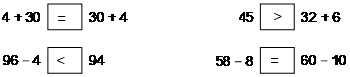 4 + 30 = 30 + 4 45 > 32 + 6
96 – 4 < 94 58 – 8 = 60 – 10